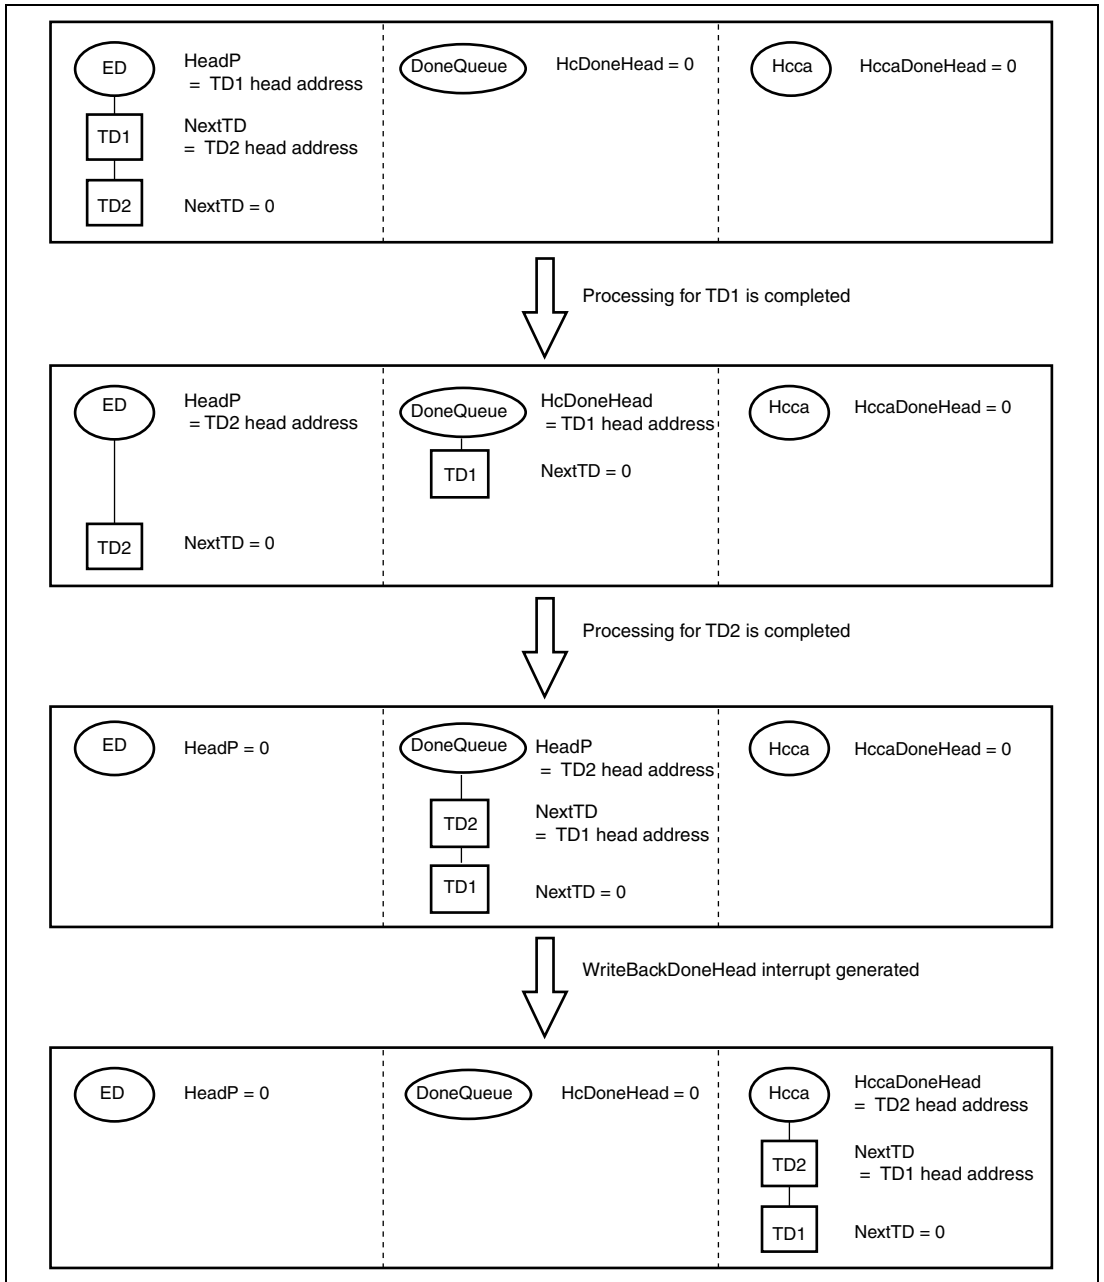 ED
HeadP
= TD1 head address
TD1
NextTD
= TD2 head address
TD2
NextTD = 0
DoneQueue
HcDoneHead = 0
Hcca
HccaDoneHead = 0
Processing for TD1 is completed
ED
HeadP
= TD2 head address
TD2
NextTD = 0
DoneQueue
HcDoneHead
= TD1 head address
TD1
NextTD = 0
Hcca
HccaDoneHead = 0
Processing for TD2 is completed
ED
HeadP = 0
DoneQueue
HeadP
= TD2 head address
TD2
NextTD
= TD1 head address
TD1
NextTD = 0
Hcca
HccaDoneHead = 0
WriteBackDoneHead interrupt generated
ED
HeadP = 0
DoneQueue
HcDoneHead = 0
Hcca
HccaDoneHead
= TD2 head address
TD2
NextTD
= TD1 head address
TD1
NextTD = 0